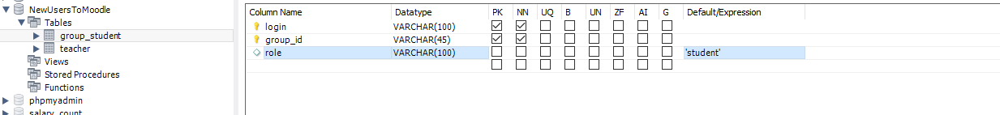 NewUsersToMoodle
Tables
group_student
teacher
Views
Stored Procedures
Functions
phpmyadmin
salary_count
Column Name Datatype PK NN UQ B UN ZF AI G Default/Expression
login VARCHAR(100)
group_id VARCHAR(45)
role VARCHAR(100) 'student'